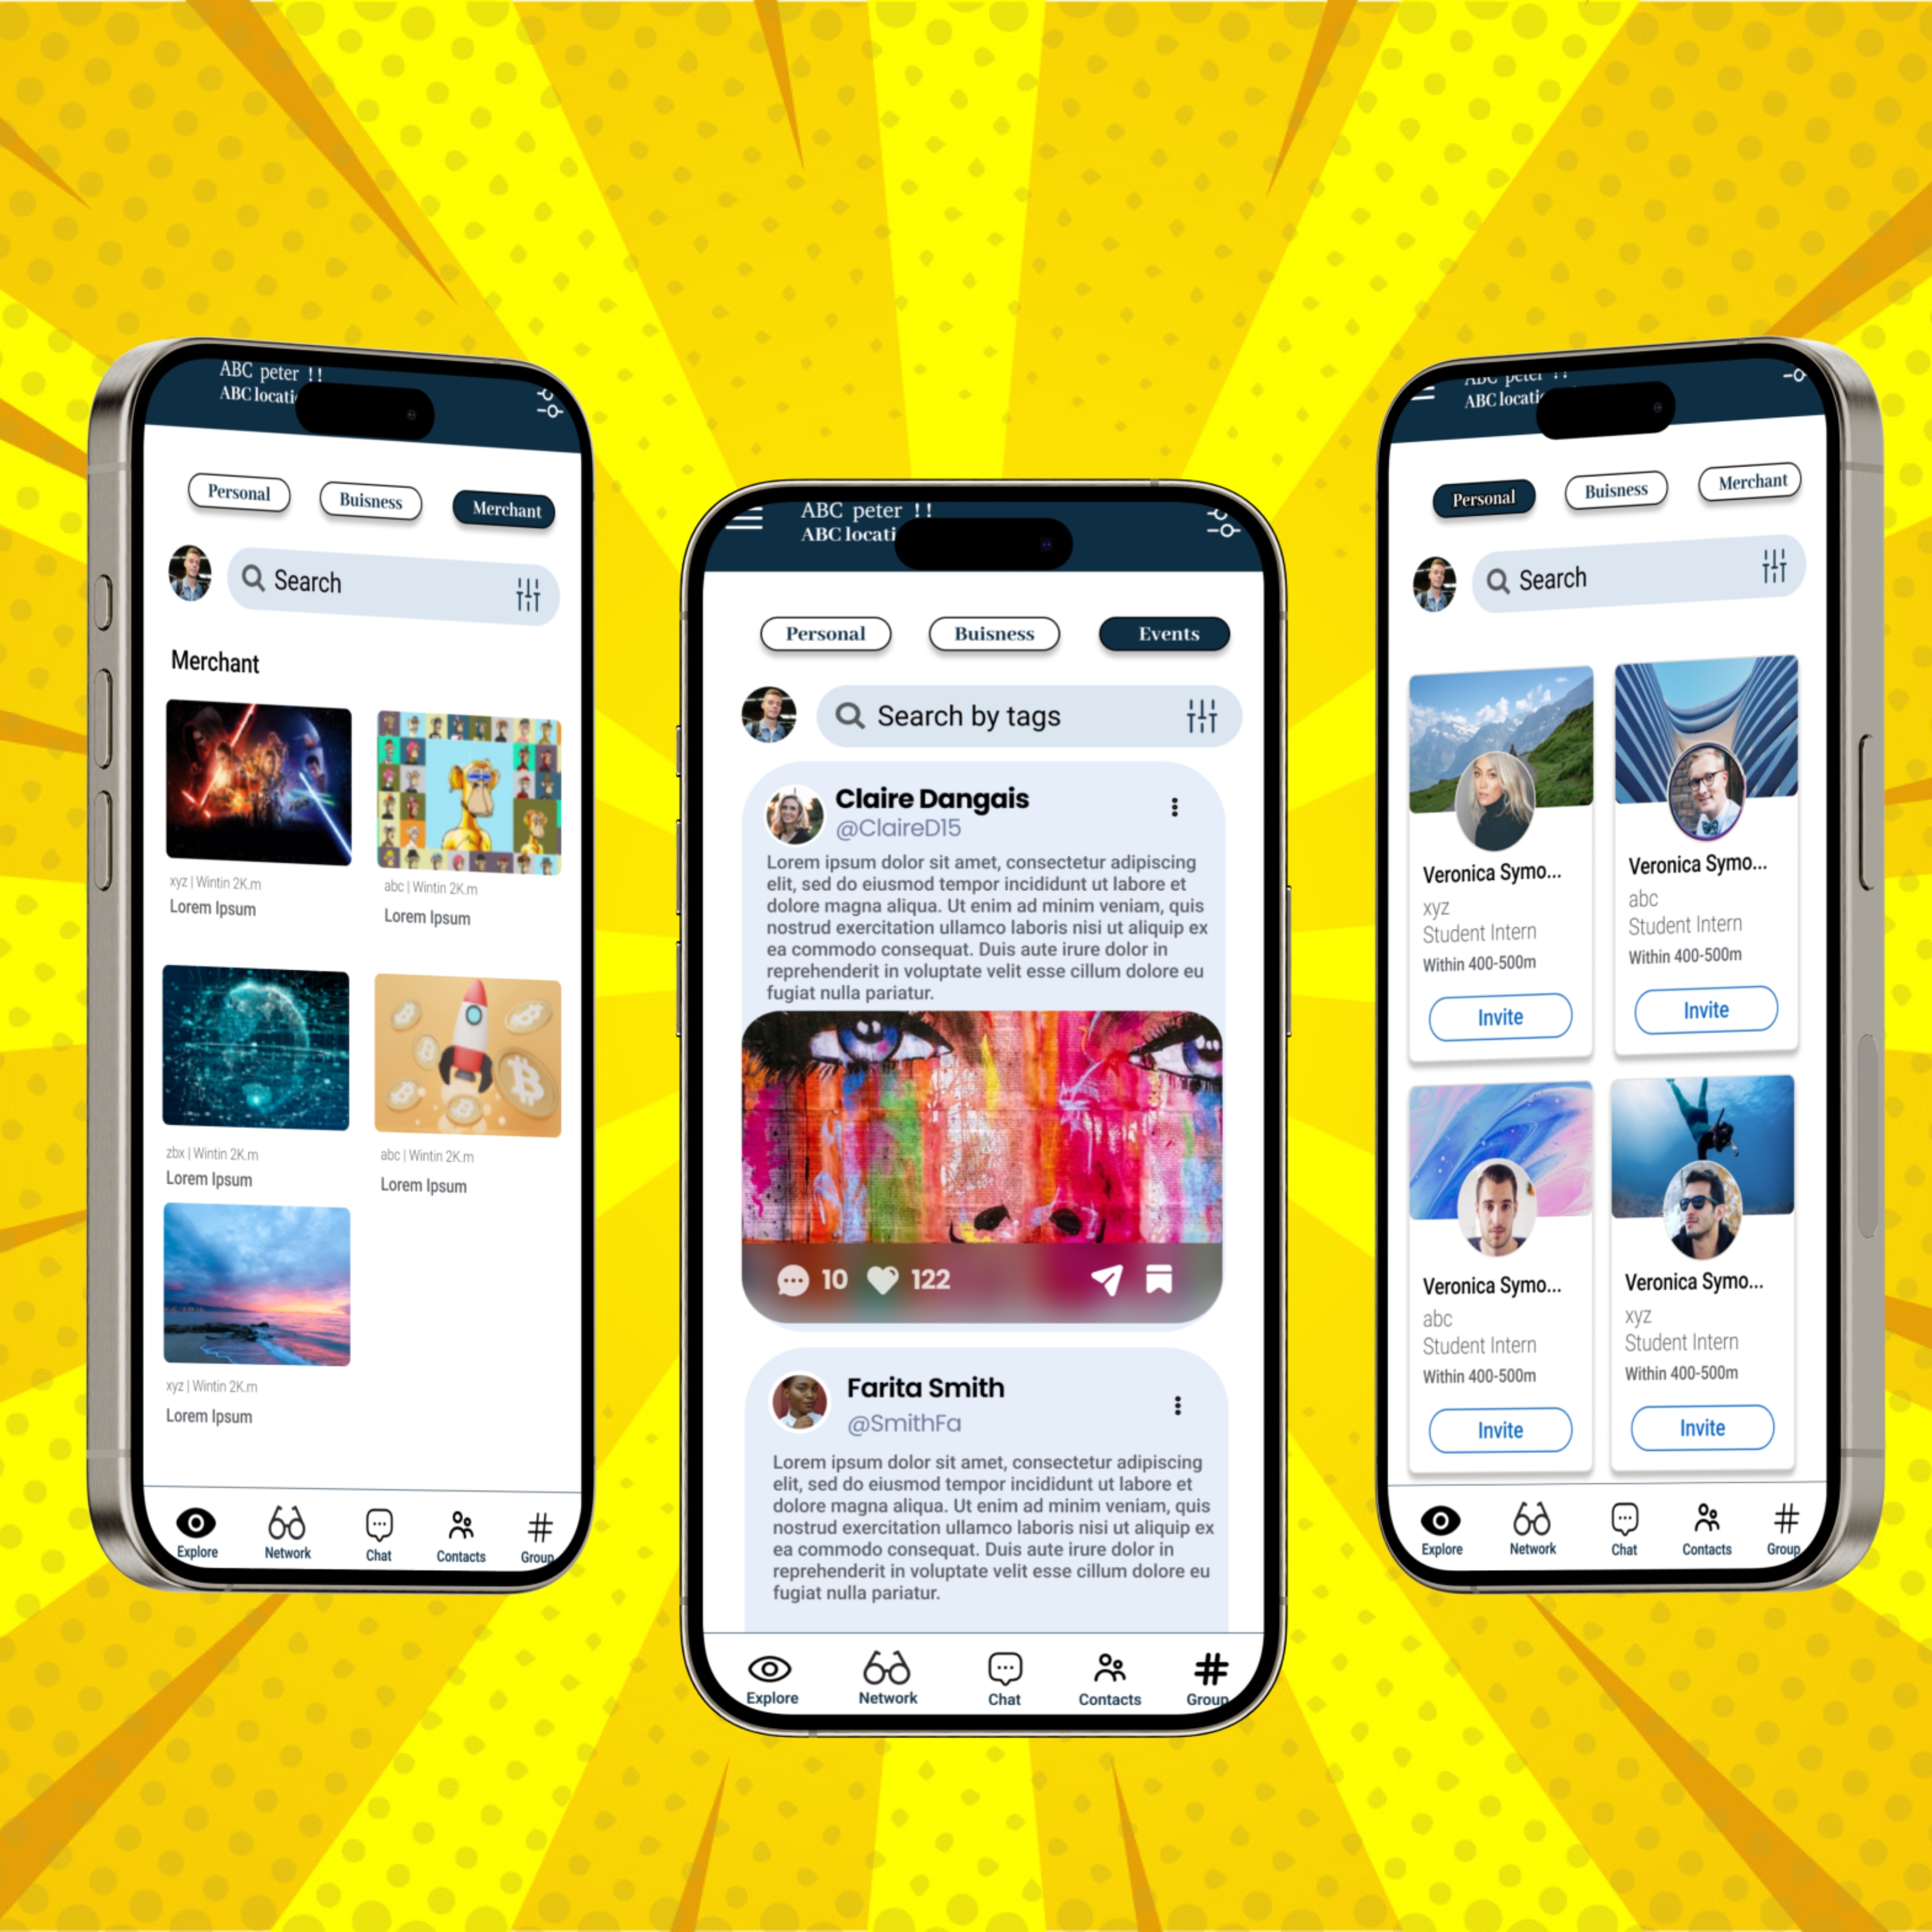 ABC peter !!
ABC locati
Personal
Buisness
Merchant
Search
Merchant
xyz | Wintin 2K.m
Lorem Ipsum
abc | Wintin 2K.m
Lorem Ipsum
zbx | Wintin 2K.m
Lorem Ipsum
abc | Wintin 2K.m
Lorem Ipsum
xyz | Wintin 2K.m
Lorem Ipsum
Explore
Network
Chat
Contacts
Group
ABC peter !!
ABC locati
Personal
Buisness
Events
Search by tags
Claire Dangais
@ClaireD15
Lorem ipsum dolor sit amet, consectetur adipiscing
elit, sed do eiusmod tempor incididunt ut labore et
dolore magna aliqua. Ut enim ad minim veniam, quis
nostrud exercitation ullamco laboris nisi ut aliquip ex
ea commodo consequat. Duis aute irure dolor in
reprehenderit in voluptate velit esse cillum dolore eu
fugiat nulla pariatur.
10
122
Farita Smith
@SmithFa
Lorem ipsum dolor sit amet, consectetur adipiscing
elit, sed do eiusmod tempor incididunt ut labore et
dolore magna aliqua. Ut enim ad minim veniam, quis
nostrud exercitation ullamco laboris nisi ut aliquip ex
ea commodo consequat. Duis aute irure dolor in
reprehenderit in voluptate velit esse cillum dolore eu
fugiat nulla pariatur.
Explore
Network
Chat
Contacts
Group
ABC peter !!
ABC locati
Personal
Buisness
Merchant
Search
Veronica Symo...
xyz
Student Intern
Within 400-500m
Invite
Veronica Symo...
abc
Student Intern
Within 400-500m
Invite
Veronica Symo...
abc
Student Intern
Within 400-500m
Invite
Veronica Symo...
xyz
Student Intern
Within 400-500m
Invite
Explore
Network
Chat
Contacts
Group